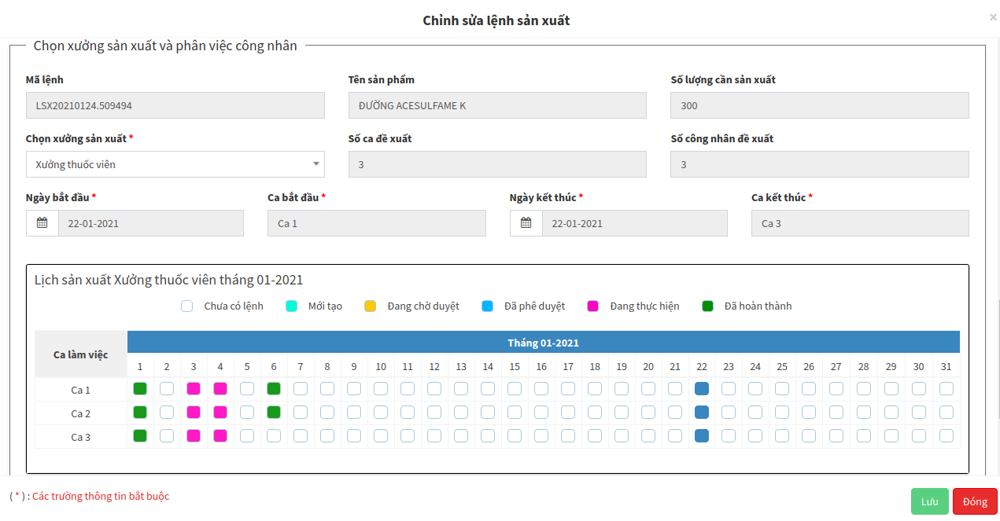 Chỉnh sửa lệnh sản xuất
×
Chọn xưởng sản xuất và phân việc công nhân
Mã lệnh Tên sản phẩm Số lượng cần sản xuất
LSX20210124.509494 ĐƯỜNG ACESULFAME K 300
Chọn xưởng sản xuất * Số ca đề xuất Số công nhân đề xuất
Xưởng thuốc viên 3 3
Ngày bắt đầu * Ca bắt đầu * Ngày kết thúc * Ca kết thúc *
22-01-2021 Ca 1 22-01-2021 Ca 3
Lịch sản xuất Xưởng thuốc viên tháng 01-2021
Chưa có lệnh Mới tạo Đang chờ duyệt Đã phê duyệt Đang thực hiện Đã hoàn thành
Ca làm việc Tháng 01-2021
1 2 3 4 5 6 7 8 9 10 11 12 13 14 15 16 17 18 19 20 21 22 23 24 25 26 27 28 29 30 31
Ca 1
Ca 2
Ca 3
( * ) : Các trường thông tin bắt buộc
Lưu Đóng